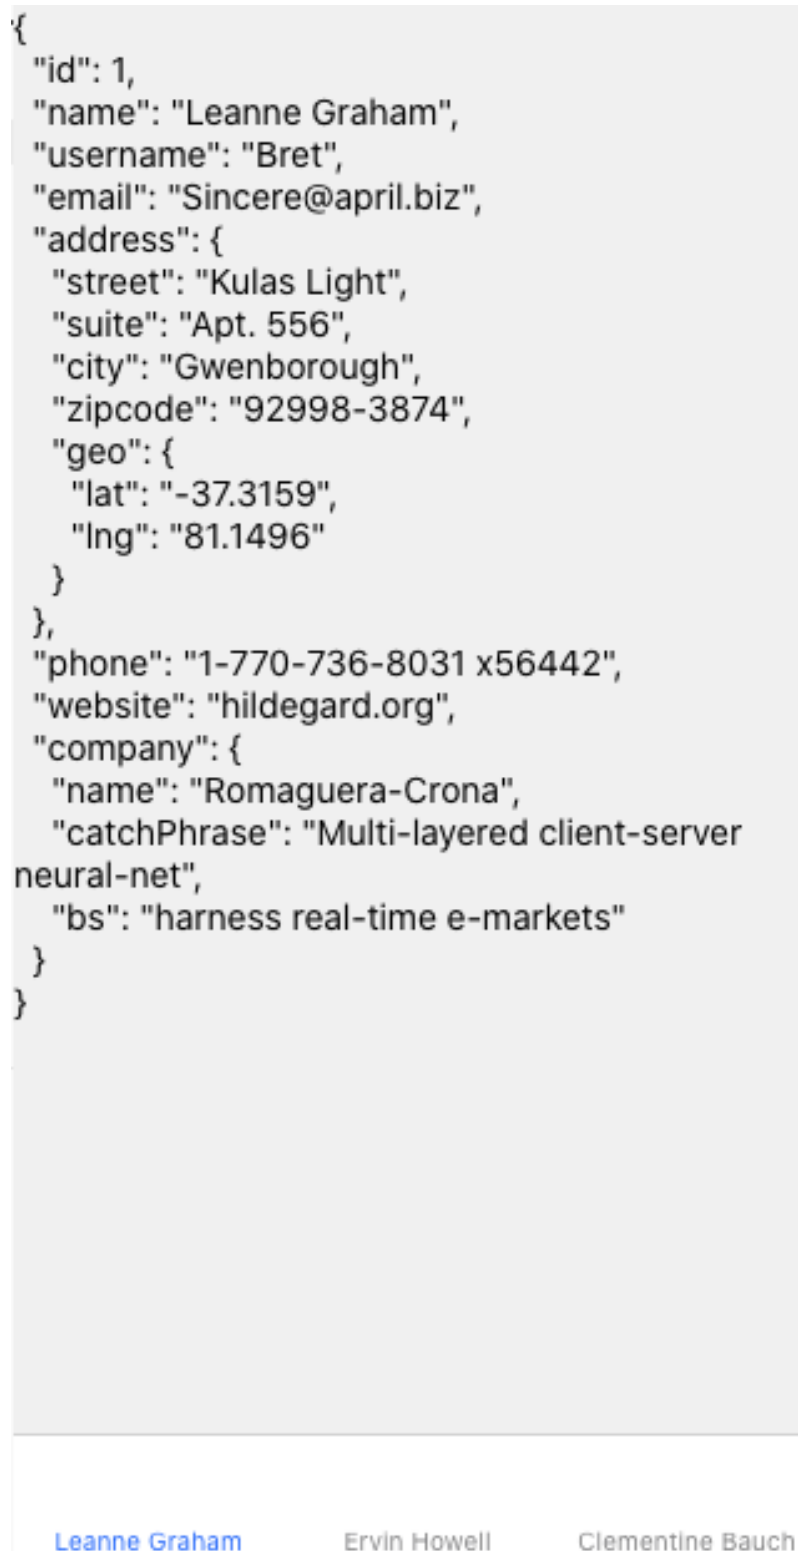 {
  "id": 1,
  "name": "Leanne Graham",
  "username": "Bret",
  "email": "Sincere@april.biz",
  "address": {
    "street": "Kulas Light",
    "suite": "Apt. 556",
    "city": "Gwenborough",
    "zipcode": "92998-3874",
    "geo": {
      "lat": "-37.3159",
      "lng": "81.1496"
    }
  },
  "phone": "1-770-736-8031 x56442",
  "website": "hildegard.org",
  "company": {
    "name": "Romaguera-Crona",
    "catchPhrase": "Multi-layered client-server
neural-net",
    "bs": "harness real-time e-markets"
  }
}
Leanne Graham Ervin Howell Clementine Bauch